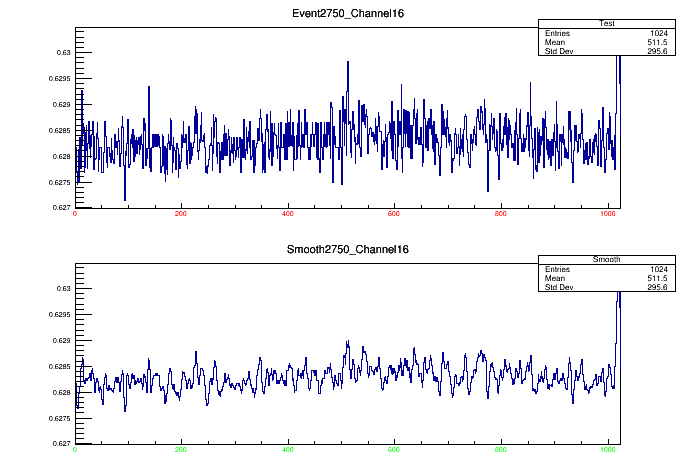 Event2750_Channel16
Test
Entries 1024
Mean 511.5
Std Dev 295.6
0.63
0.6295
0.629
0.6285
0.628
0.6275
0.627
0 200 400 600 800 1000
Smooth2750_Channel16
Smooth
Entries 1024
Mean 511.5
Std Dev 295.6
0.63
0.6295
0.629
0.6285
0.628
0.6275
0.627
0 200 400 600 800 1000